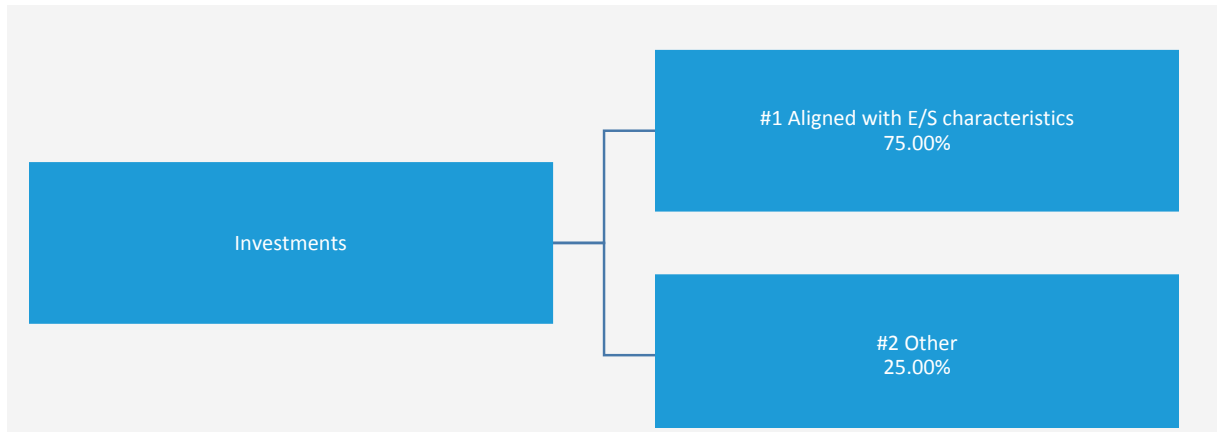 Investments
#1 Aligned with E/S characteristics
75.00%
#2 Other
25.00%